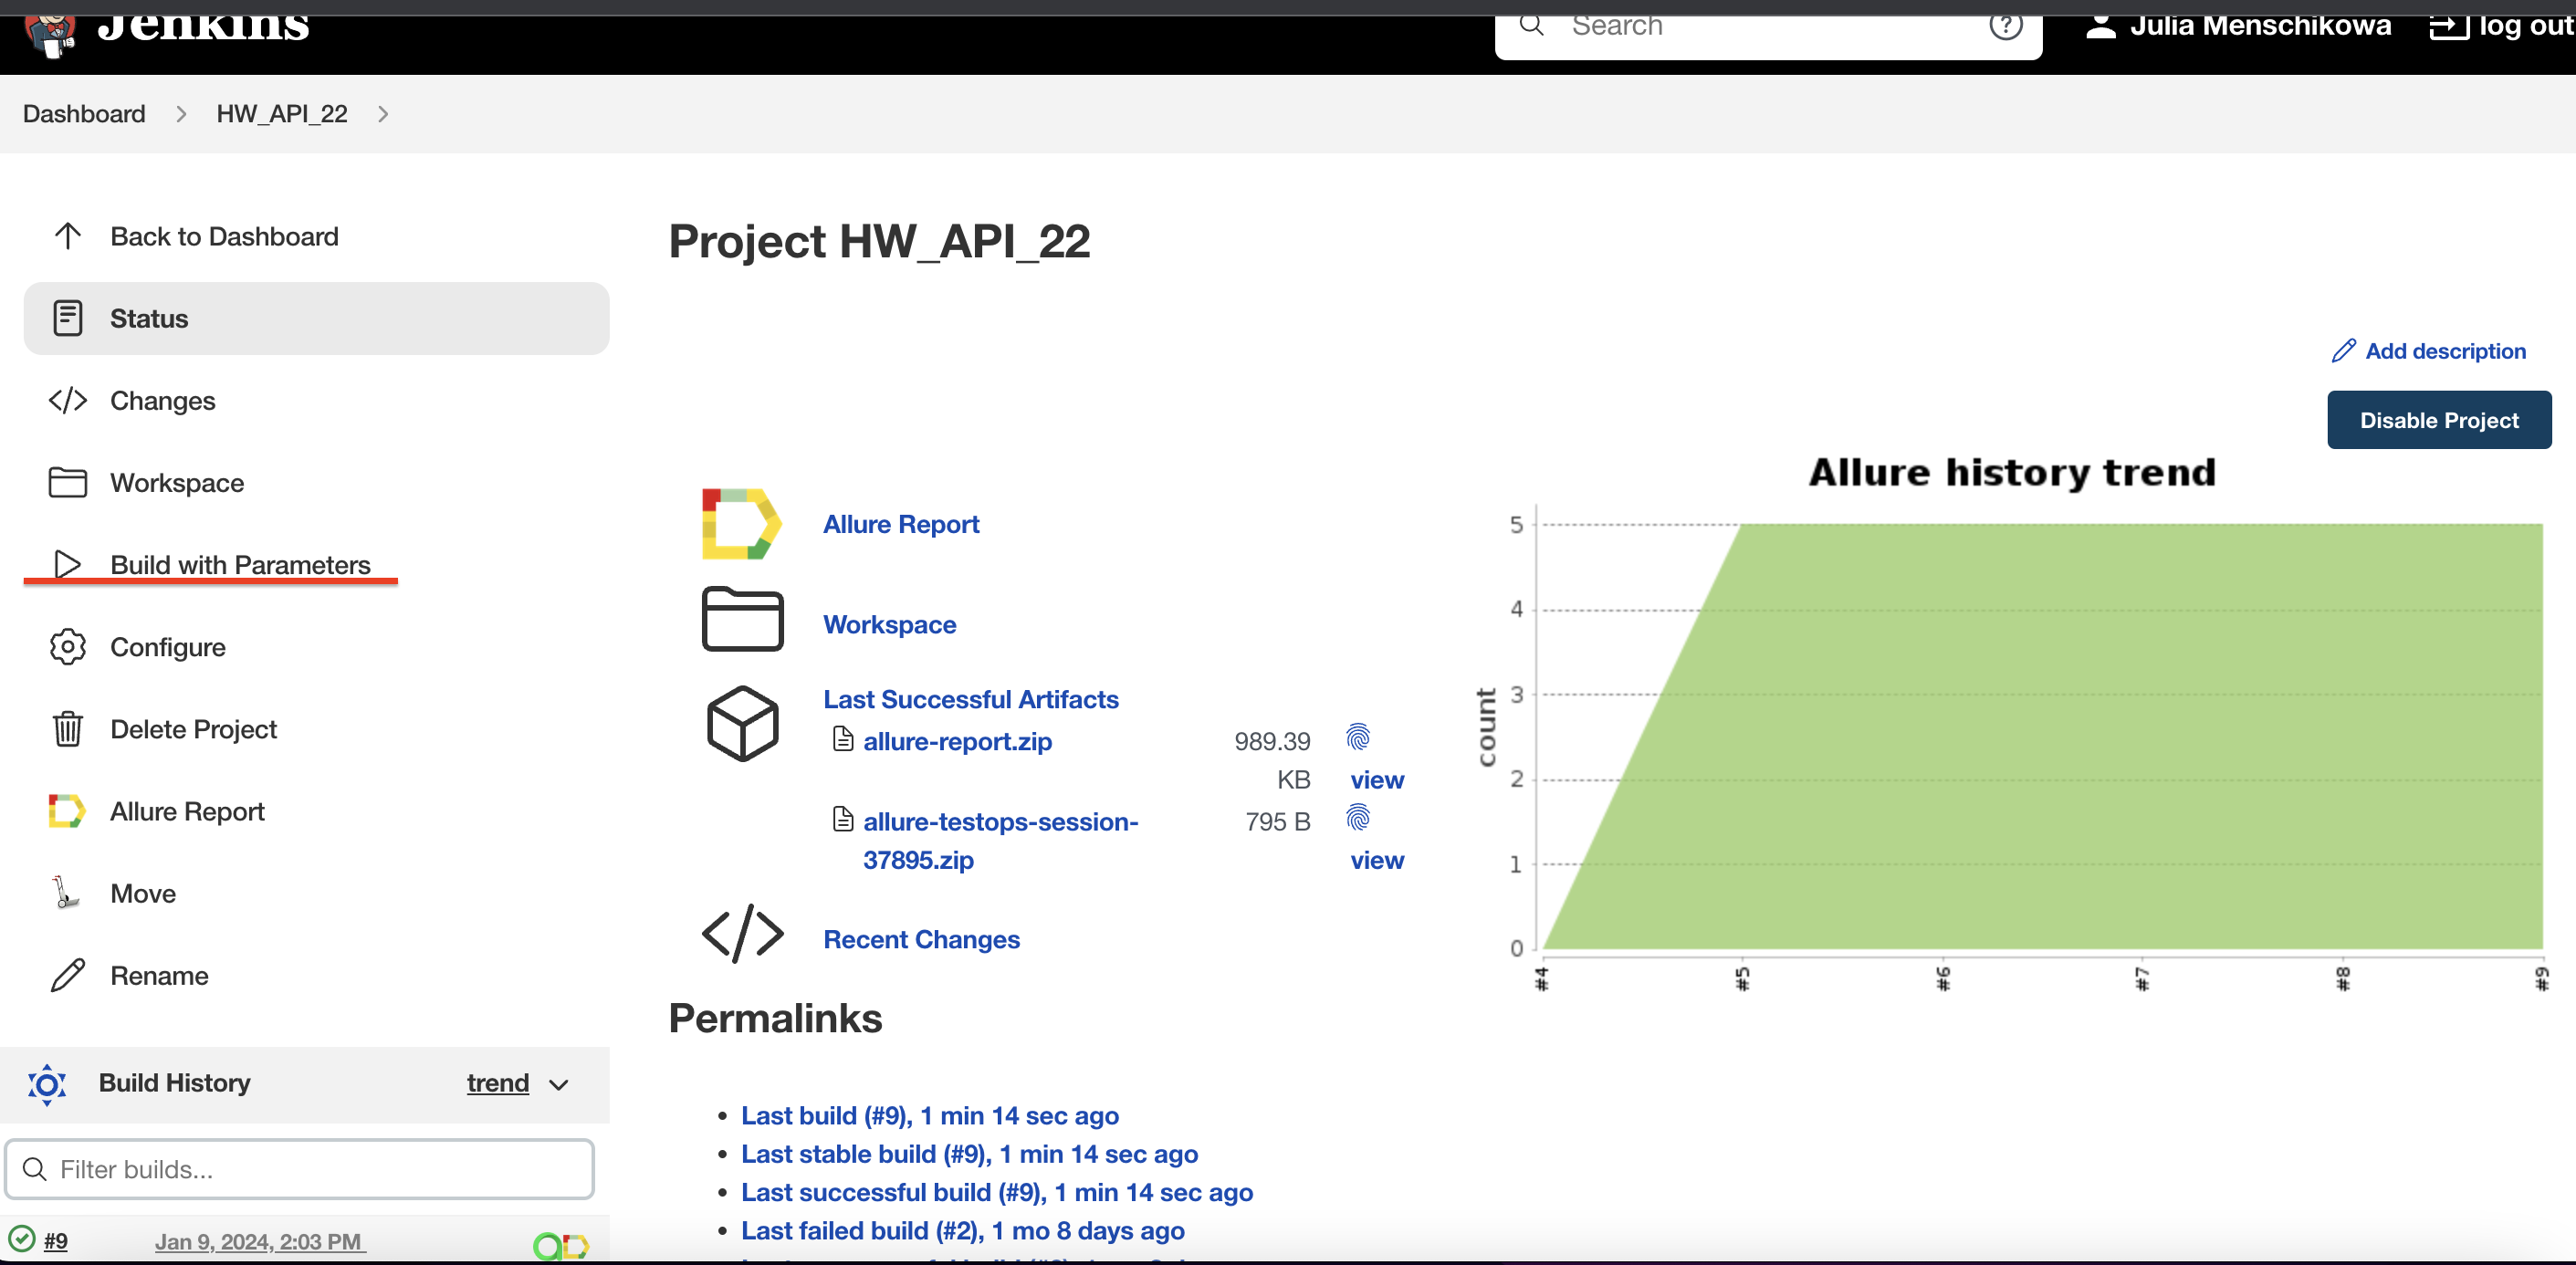 Jenkins
Search
Julia Menschikowa
log out
Dashboard
HW_API_22
Back to Dashboard
Status
Changes
Workspace
Build with Parameters
Configure
Delete Project
Allure Report
Move
Rename
Build History
trend
Filter builds...
#9
Jan 9, 2024, 2:03 PM
Project HW_API_22
Add description
Disable Project
Allure Report
Workspace
Last Successful Artifacts
allure-report.zip
989.39
KB
view
allure-testops-session-
795 B
37895.zip
view
Recent Changes
Allure history trend
count
5
4
3
2
1
0
#4
#5
#6
#7
#8
#9
Permalinks
Last build (#9), 1 min 14 sec ago
Last stable build (#9), 1 min 14 sec ago
Last successful build (#9), 1 min 14 sec ago
Last failed build (#2), 1 mo 8 days ago